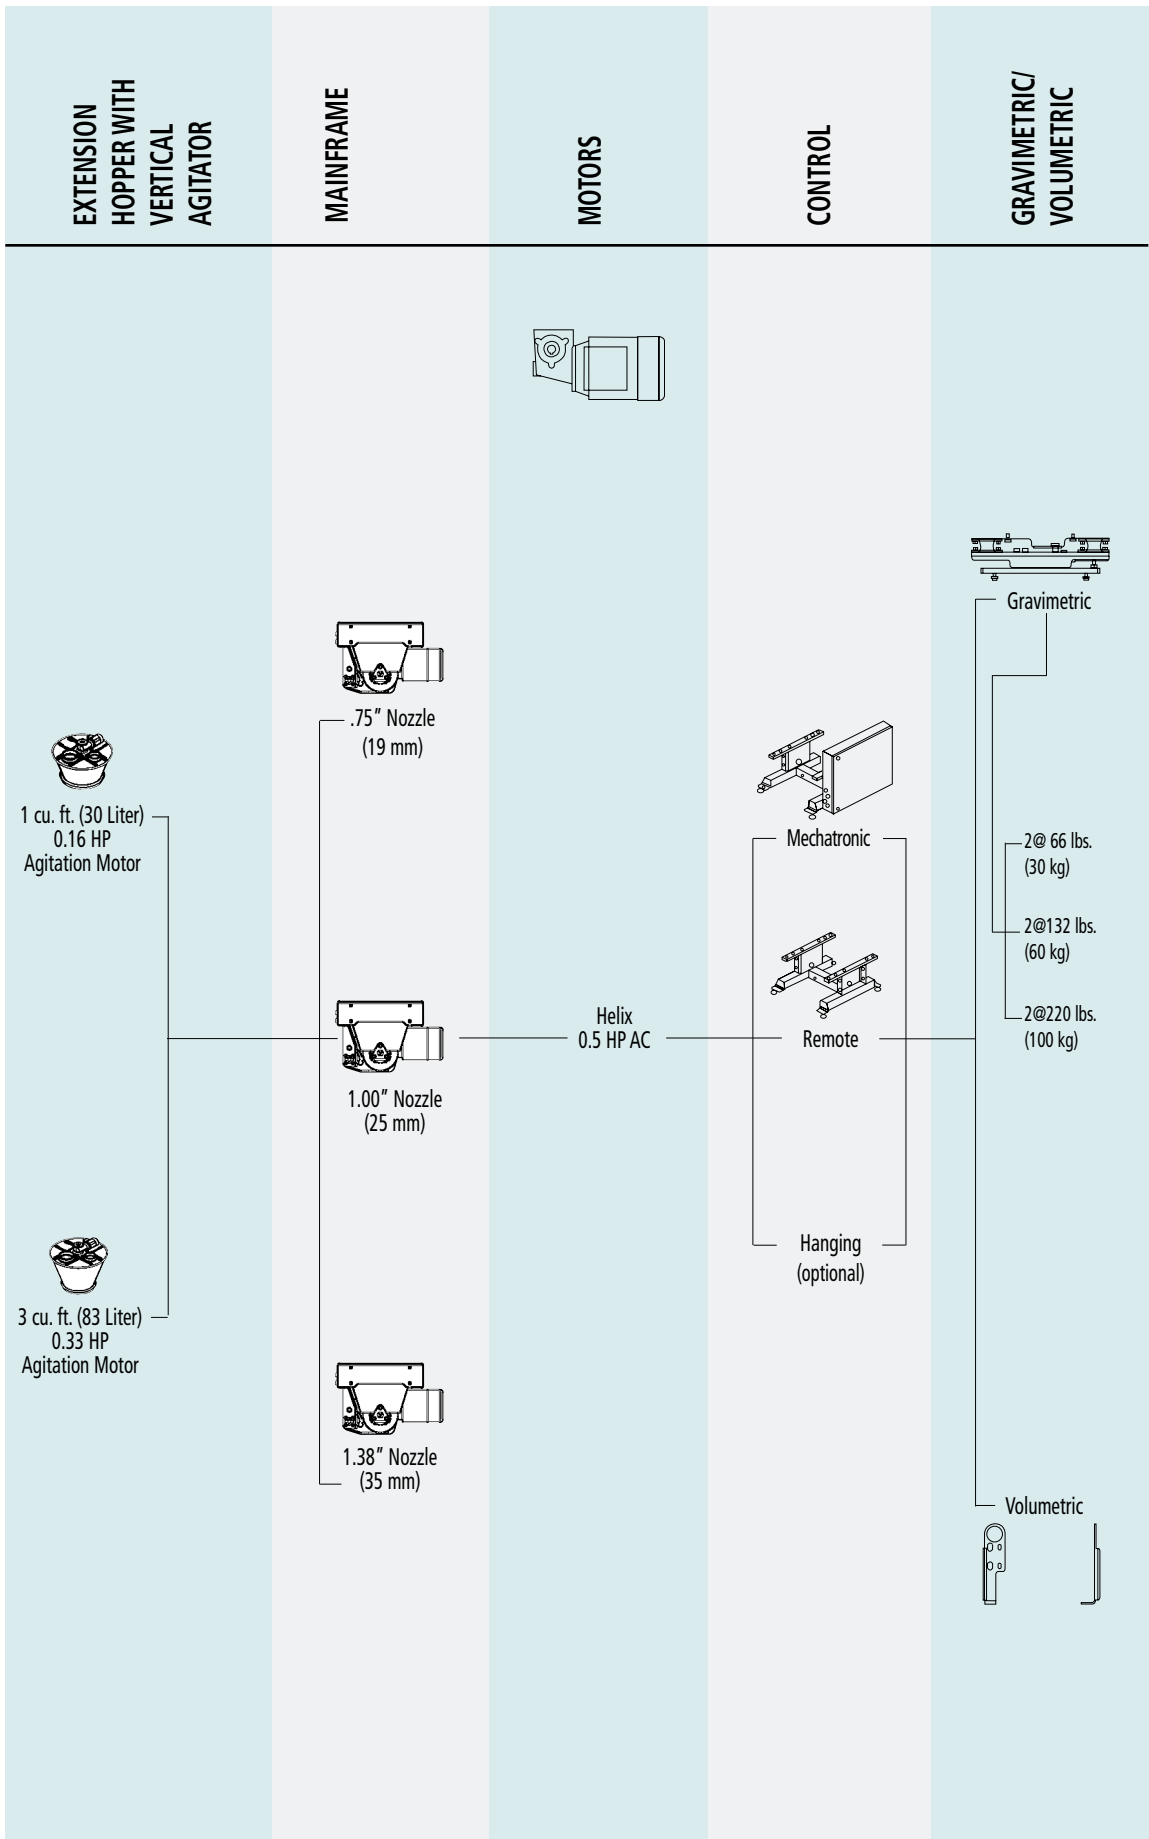 EXTENSION
HOPPER WITH
VERTICAL
AGITATOR
MAINFRAME
MOTORS
CONTROL
GRAVIMETRIC/
VOLUMETRIC
1 cu. ft. (30 Liter)
0.16 HP
Agitation Motor
3 cu. ft. (83 Liter)
0.33 HP
Agitation Motor
.75" Nozzle
(19 mm)
1.00" Nozzle
(25 mm)
1.38" Nozzle
(35 mm)
Helix
0.5 HP AC
Mechatronic
Remote
Hanging
(optional)
Gravimetric
2@ 66 lbs.
(30 kg)
2@132 lbs.
(60 kg)
2@220 lbs.
(100 kg)
Volumetric